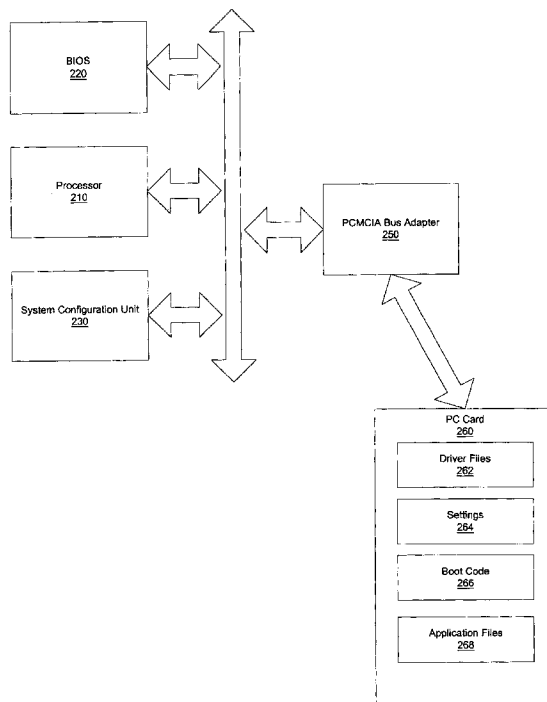 BIOS
220
Processor
210
System Configuration Unit
230
PCMCIA Bus Adapter
250
PC Card
260
Driver Files
262
Settings
264
Boot Code
266
Application Files
268